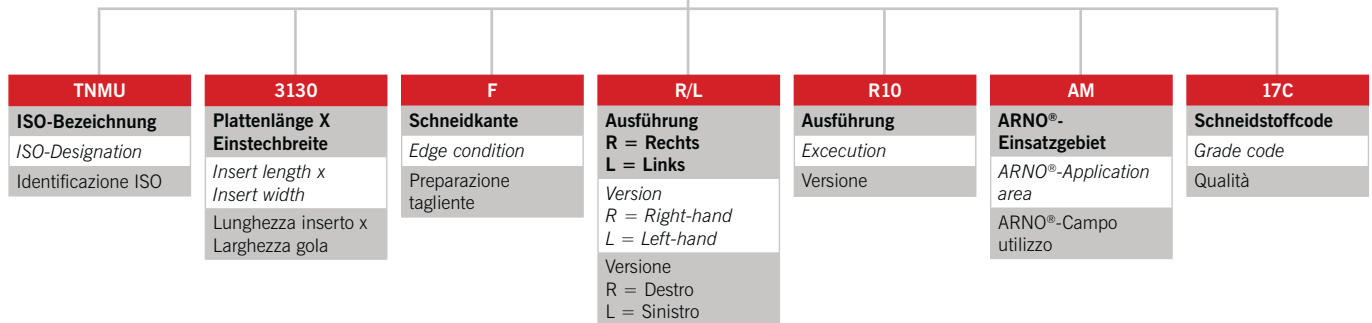 TNMU
ISO-Bezeichnung
ISO-Designation
Identificazione ISO
3130
Plattenlänge X
Einstechbreite
Insert length x
Insert width
Lunghezza inserto x
Larghezza gola
F
Schneidkante
Edge condition
Preparazione
tagliente
R/L
Ausführung
R = Rechts
L = Links
Version
R = Right-hand
L = Left-hand
Versione
R = Destro
L = Sinistro
R10
Ausführung
Excecution
Versione
AM
ARNO®-
Einsatzgebiet
ARNO®-Application
area
ARNO®-Campo
utilizzo
17C
Schneidstoffcode
Grade code
Qualità